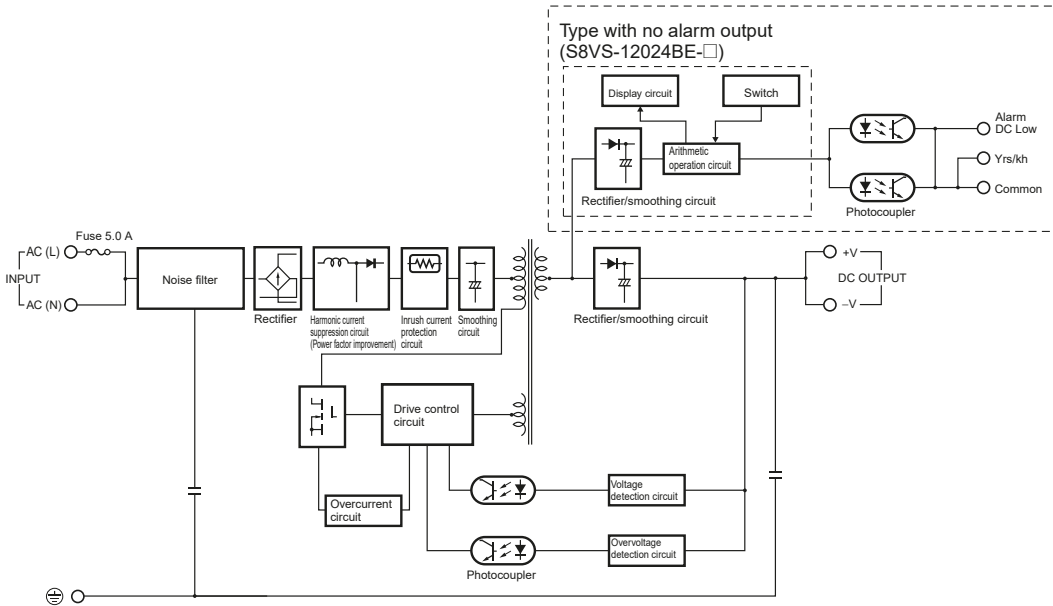 Type with no alarm output
(S8VS-12024BE-□)
Display circuit
Switch
Arithmetic
operation circuit
Rectifier/smoothing circuit
Alarm
DC Low
Yrs/kh
Common
Photocoupler
Fuse 5.0 A
AC (L)
INPUT
AC (N)
Noise filter
Rectifier
Harmonic current
suppression circuit
(Power factor improvement)
Inrush current
protection
circuit
Smoothing
circuit
Rectifier/smoothing circuit
+V
DC OUTPUT
–V
Drive control
circuit
Overcurrent
circuit
Voltage
detection circuit
Overvoltage
detection circuit
Photocoupler